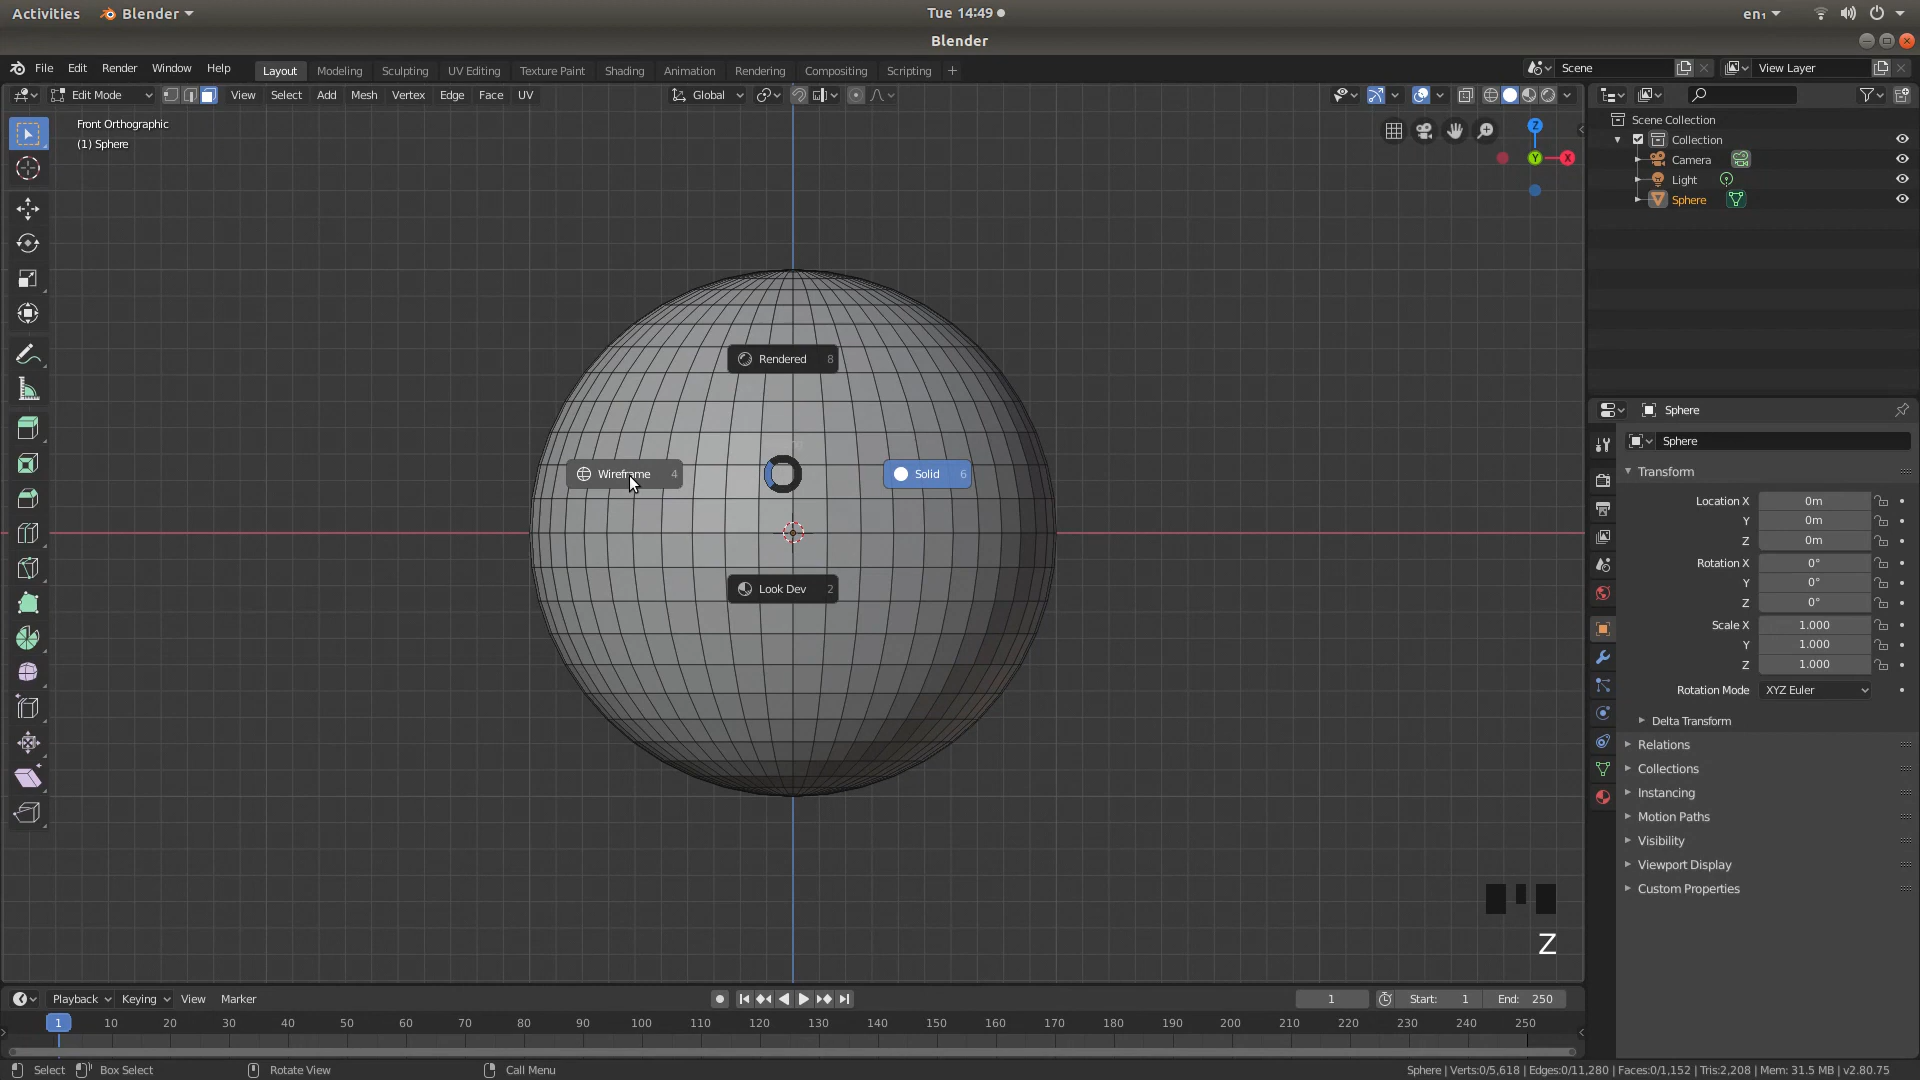 Activities Blender Tue 14:49 en₁
Blender
File Edit Render Window Help Layout Modeling Sculpting UV Editing Texture Paint Shading Animation Rendering Compositing Scripting + Scene View Layer
Edit Mode View Select Add Mesh Vertex Edge Face UV Global
Front Orthographic
(1) Sphere
Z
Y
X
Scene Collection
Collection
Camera
Light
Sphere
Rendered 8
Wireframe 4
Solid 6
Look Dev 2
Sphere
Sphere
Transform
Location X 0m
Y 0m
Z 0m
Rotation X 0°
Y 0°
Z 0°
Scale X 1.000
Y 1.000
Z 1.000
Rotation Mode XYZ Euler
Delta Transform
Relations
Collections
Instancing
Motion Paths
Visibility
Viewport Display
Custom Properties
Z
Playback Keying View Marker 1 Start: 1 End: 250
1 10 20 30 40 50 60 70 80 90 100 110 120 130 140 150 160 170 180 190 200 210 220 230 240 250
Select Box Select Rotate View Call Menu Sphere | Verts:0/5,618 | Edges:0/11,280 | Faces:0/1,152 | Tris:2,208 | Mem: 31.5 MB | v2.80.75